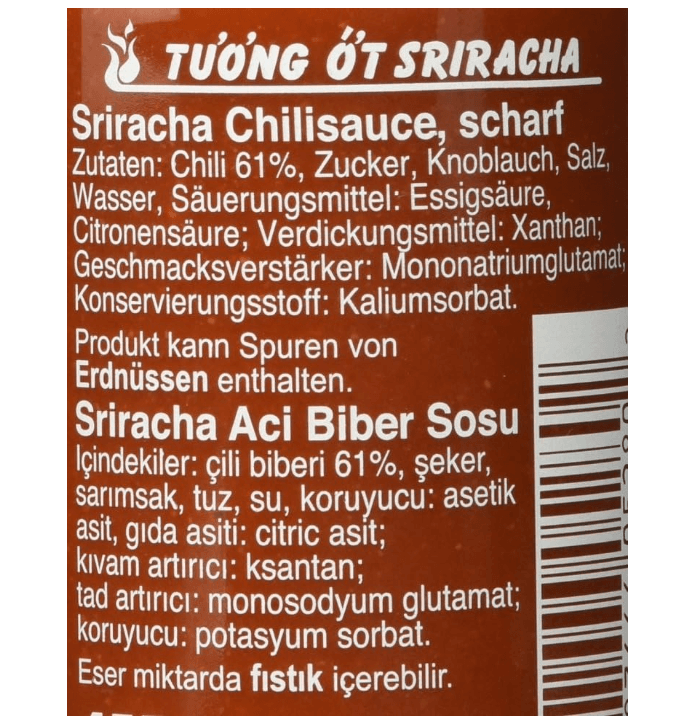 TƯƠNG ỚT SRIRACHA
Sriracha Chilisauce, scharf
Zutaten: Chili 61%, Zucker, Knoblauch, Salz,
Wasser, Säuerungsmittel: Essigsäure,
Citronensäure; Verdickungsmittel: Xanthan;
Geschmacksverstärker: Mononatriumglutamat;
Konservierungsstoff: Kaliumsorbat.
Produkt kann Spuren von
Erdnüssen enthalten.
Sriracha Aci Biber Sosu
Içindekiler: çili biberi 61%, şeker,
sarımsak, tuz, su, koruyucu: asetik
asit, gıda asiti: citric asit;
kıvam artırıcı: ksantan;
tad artırıcı: monosodyum glutamat;
koruyucu: potasyum sorbat.
Eser miktarda fıstık içerebilir.